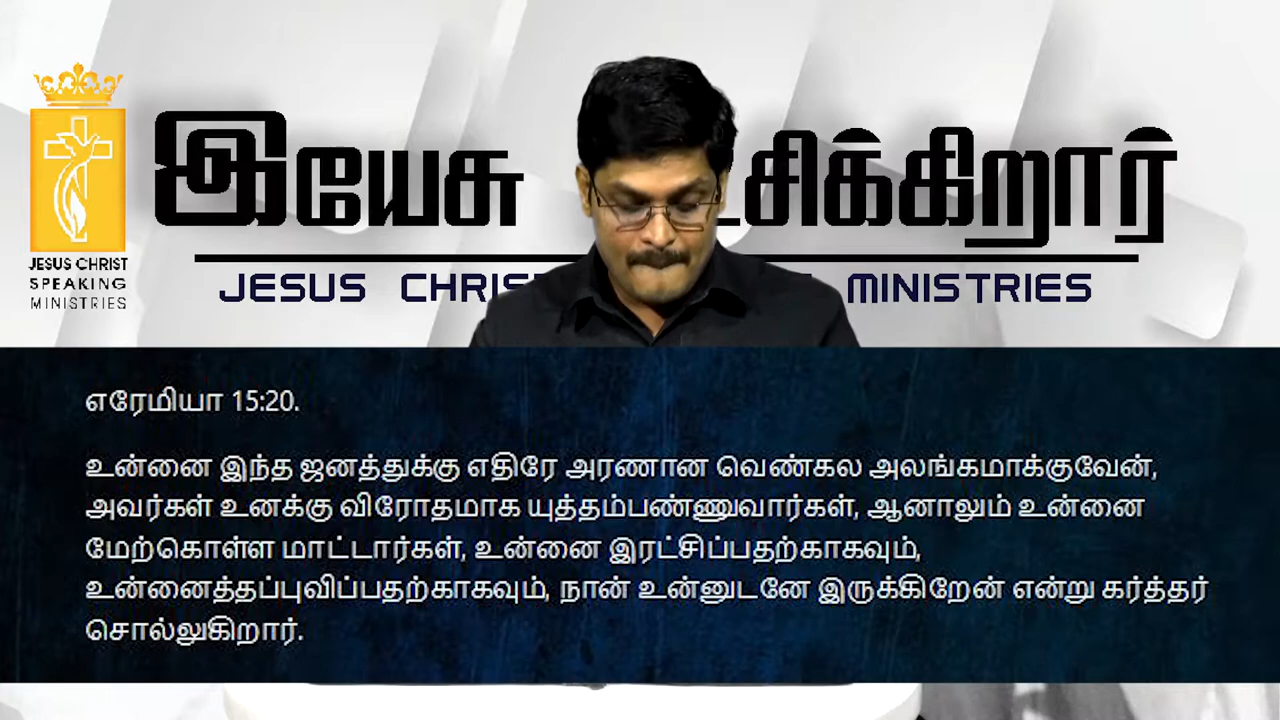 இயேசு
சிக்கிறார்
JESUS CHRIST
SPEAKING
MINISTRIES
JESUS MINISTRIES
எரேமியா 15:20.
உன்னை இந்த ஜனத்துக்கு எதிரே அரணான வெண்கல அலங்கமாக்குவேன்,
அவர்கள் உனக்கு விரோதமாக யுத்தம்பண்ணுவார்கள், ஆனாலும் உன்னை
மேற்கொள்ள மாட்டார்கள், உன்னை இரட்சிப்பதற்காகவும்,
உன்னைத்தப்புவிப்பதற்காகவும், நான் உன்னுடனே இருக்கிறேன் என்று கர்த்தர்
சொல்லுகிறார்.